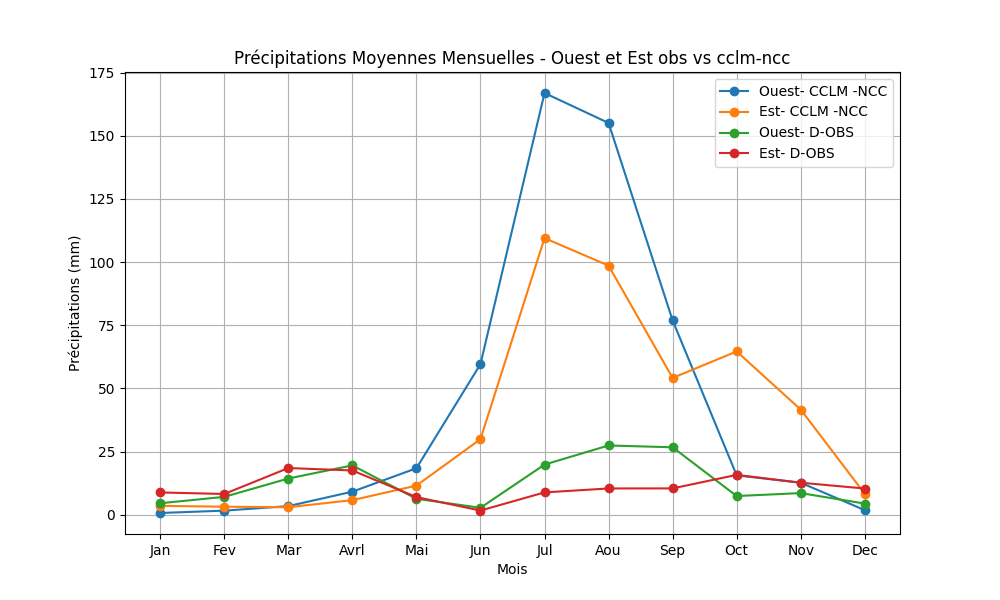 Précipitations Moyennes Mensuelles - Ouest et Est obs vs cclm-ncc
175
150
125
100
75
50
25
0
Précipitations (mm)
Ouest- CCLM -NCC
Est- CCLM -NCC
Ouest- D-OBS
Est- D-OBS
Jan Fev Mar Avrl Mai Jun Jul Aou Sep Oct Nov Dec
Mois